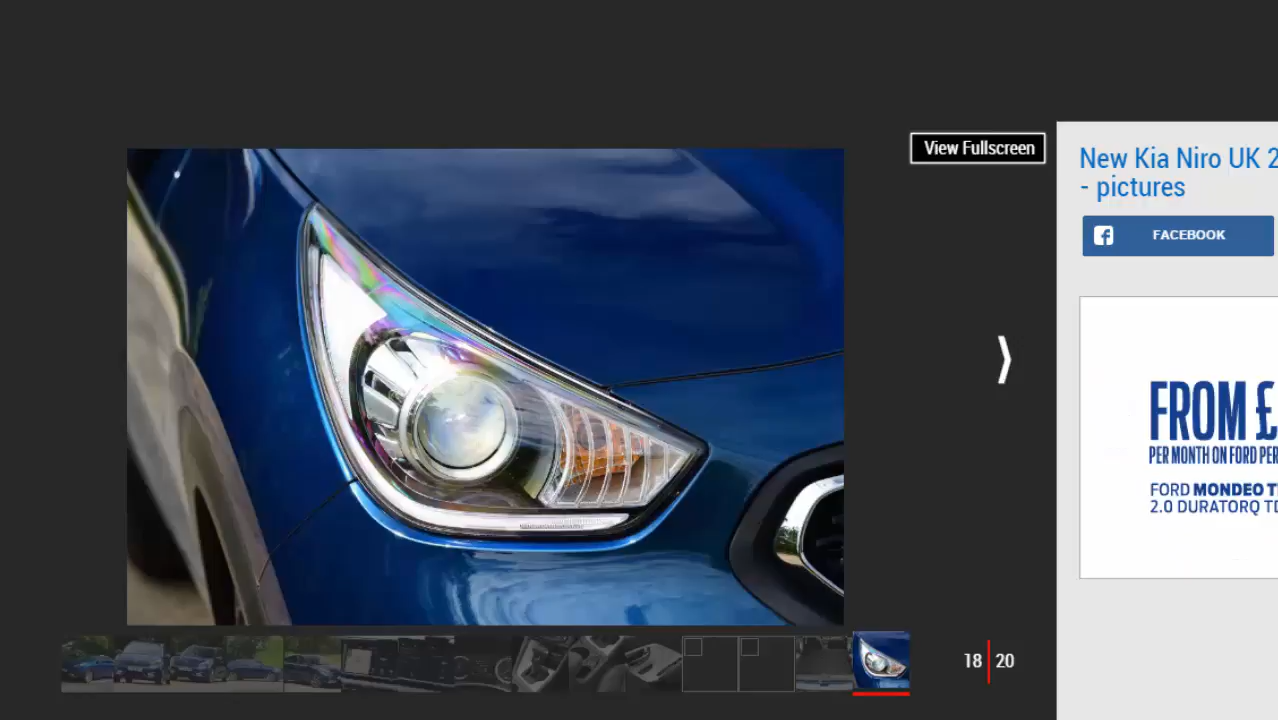 View Fullscreen
New Kia Niro UK 2
- pictures
FACEBOOK
FROM £
PER MONTH ON FORD PER
FORD MONDEO T
2.0 DURATORQ TD
18 20